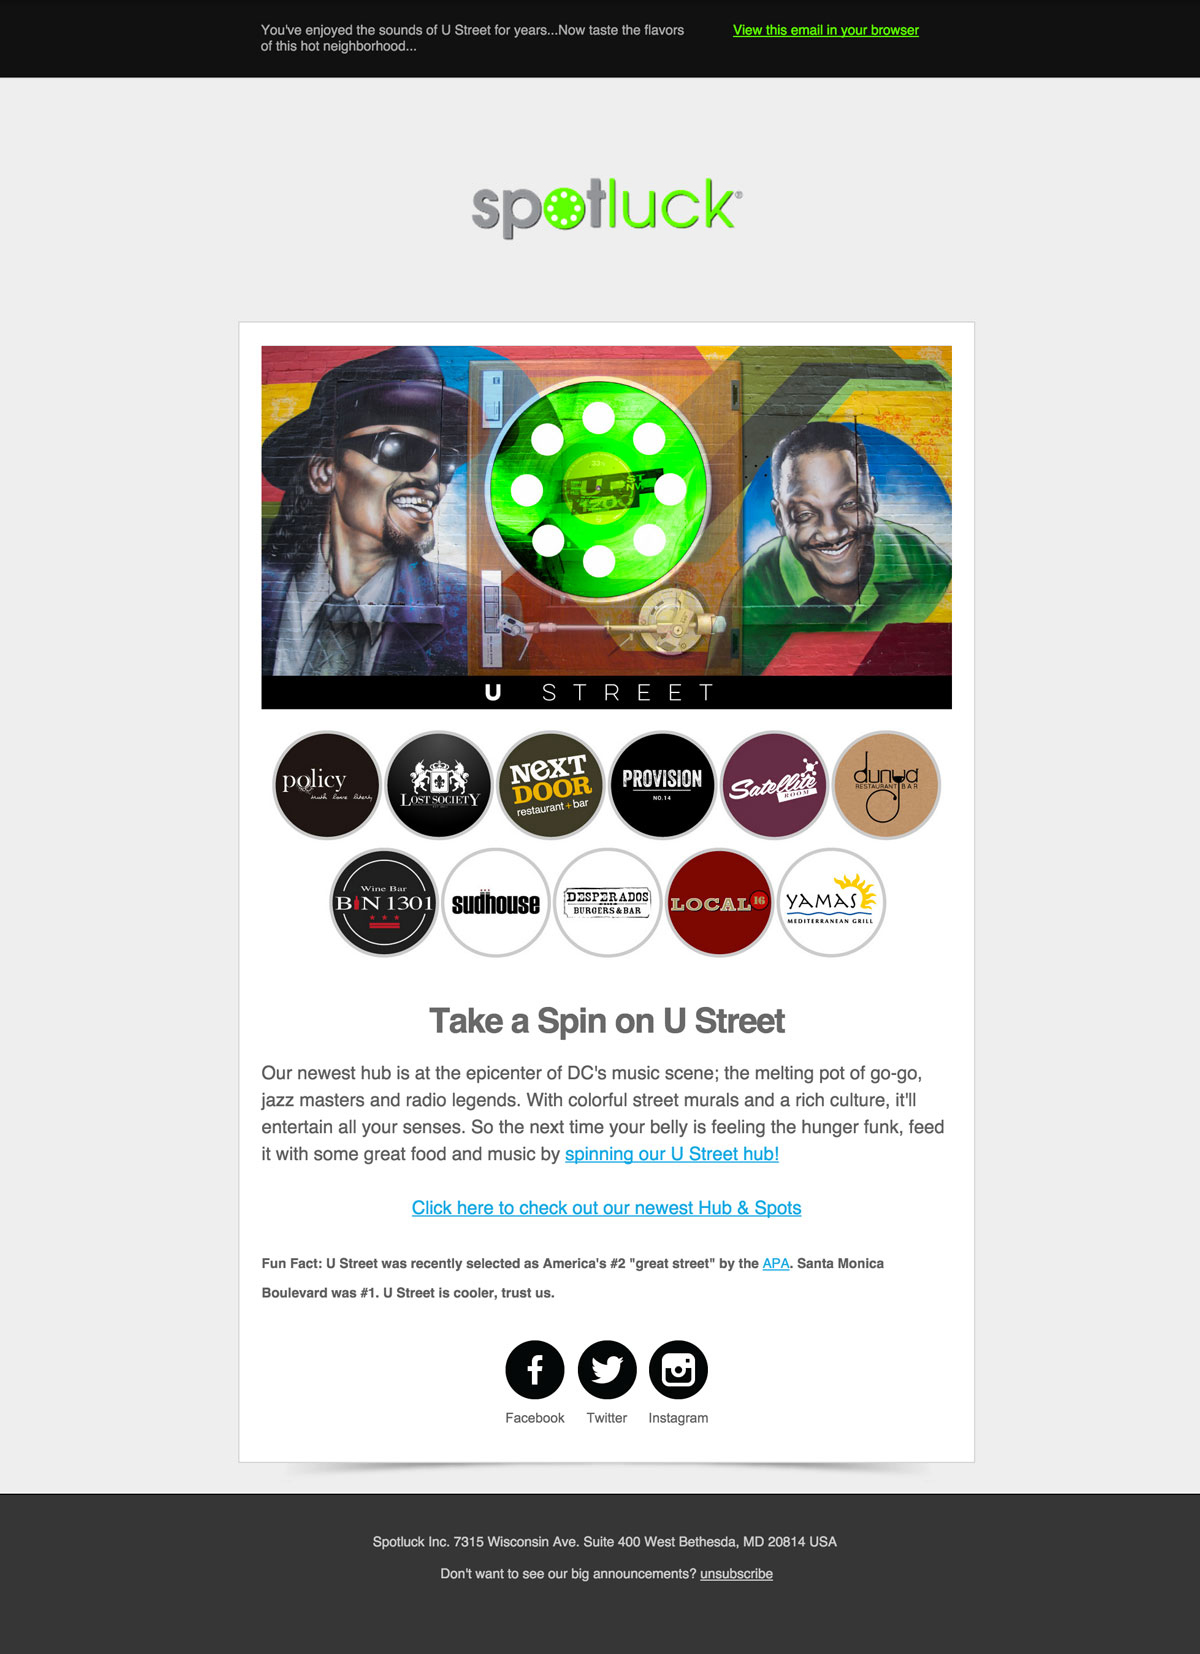 You've enjoyed the sounds of U Street for years...Now taste the flavors
of this hot neighborhood...
View this email in your browser
spotluck®
33⅓
U ST
NW
1200
U STREET
policy
truth love liberty
LOST SOCIETY
NEXT
DOOR
restaurant + bar
PROVISION
NO.14
Satellite
ROOM
dunya
RESTAURANT BAR
Wine Bar
BIN 1301
sudhouse
DESPERADOS
BURGERS & BAR
LOCAL 16
YAMAS
MEDITERRANEAN GRILL
Take a Spin on U Street
Our newest hub is at the epicenter of DC's music scene; the melting pot of go-go,
jazz masters and radio legends. With colorful street murals and a rich culture, it'll
entertain all your senses. So the next time your belly is feeling the hunger funk, feed
it with some great food and music by spinning our U Street hub!
Click here to check out our newest Hub & Spots
Fun Fact: U Street was recently selected as America's #2 "great street" by the APA. Santa Monica
Boulevard was #1. U Street is cooler, trust us.
Facebook
Twitter
Instagram
Spotluck Inc. 7315 Wisconsin Ave. Suite 400 West Bethesda, MD 20814 USA
Don't want to see our big announcements? unsubscribe